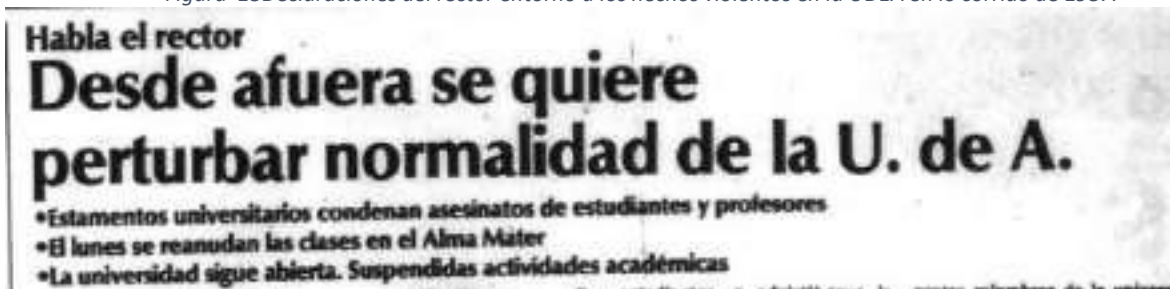 Habla el rector
Desde afuera se quiere
perturbar normalidad de la U. de A.
•Estamentos universitarios condenan asesinatos de estudiantes y profesores
•El lunes se reanudan las clases en el Alma Mater
•La universidad sigue abierta. Suspendidas actividades académicas